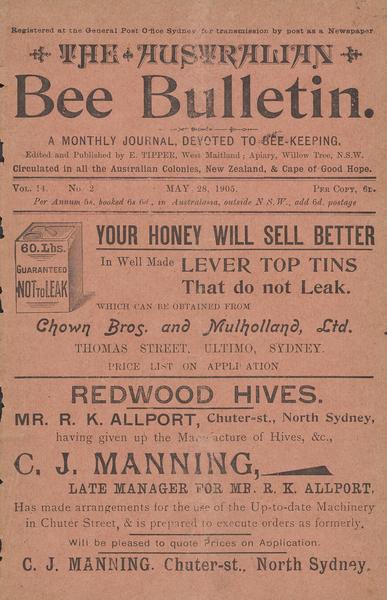 Registered at the General Post Office Sydney for transmission by post as a Newspaper
THE AUSTRALIAN
Bee Bulletin.
A MONTHLY JOURNAL, DEVOTED TO BEE-KEEPING.
Edited and Published by E. TIPPER, West Maitland; Apiary, Willow Tree, N.S.W.
Circulated in all the Australian Colonies, New Zealand, & Cape of Good Hope.
VOL. 14. No. 2 MAY. 28, 1905. PER COPY, 6D.
Per Annum 5s, booked 6s 6d, in Australasia, outside N S.W., add 6d. postage
60. Lbs.
GUARANTEED
NOT TO LEAK
YOUR HONEY WILL SELL BETTER
In Well Made LEVER TOP TINS
That do not Leak.
WHICH CAN BE OBTAINED FROM
Chown Bros. and Mulholland, Ltd.
THOMAS STREET, ULTIMO, SYDNEY.
PRICE LIST ON APPLICATION
REDWOOD HIVES.
MR. R. K. ALLPORT, Chuter-st., North Sydney,
having given up the Manufacture of Hives, &c.,
C. J. MANNING,
LATE MANAGER FOR MR. R. K. ALLPORT,
Has made arrangements for the use of the Up-to-date Machinery
in Chuter Street, & is prepared to execute orders as formerly.
Will be pleased to quote Prices on Application.
C. J. MANNING. Chuter-st., North Sydney.